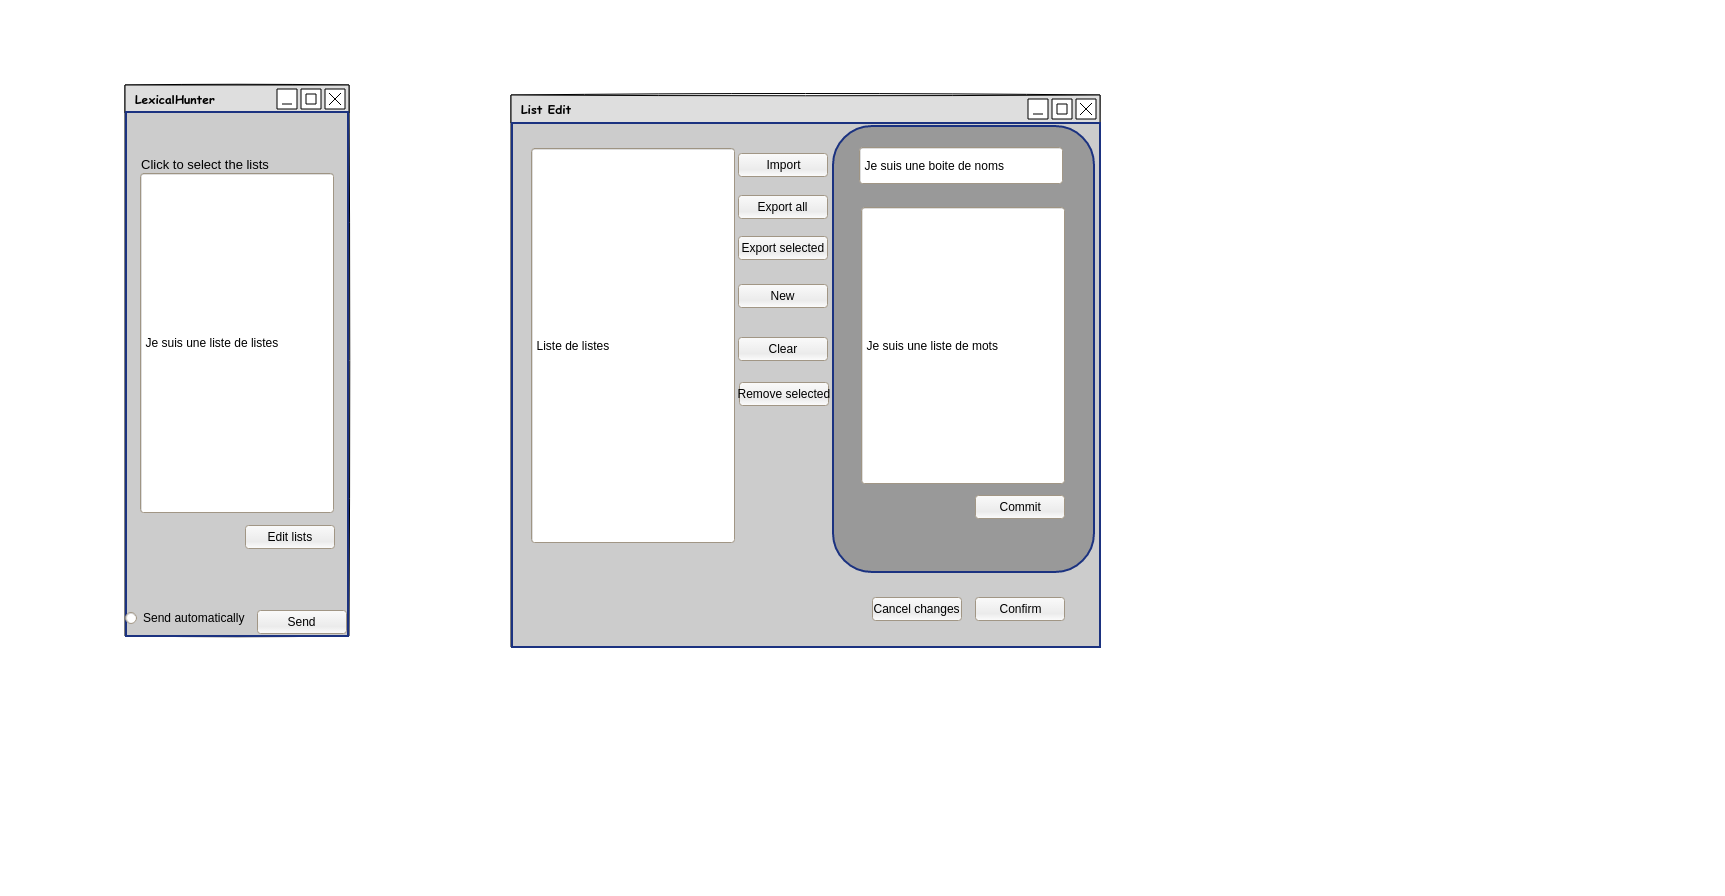 LexicalHunter
Click to select the lists
Je suis une liste de listes
Edit lists
Send automatically
Send
List Edit
Liste de listes
Import
Export all
Export selected
New
Clear
Remove selected
Je suis une boite de noms
Je suis une liste de mots
Commit
Cancel changes
Confirm